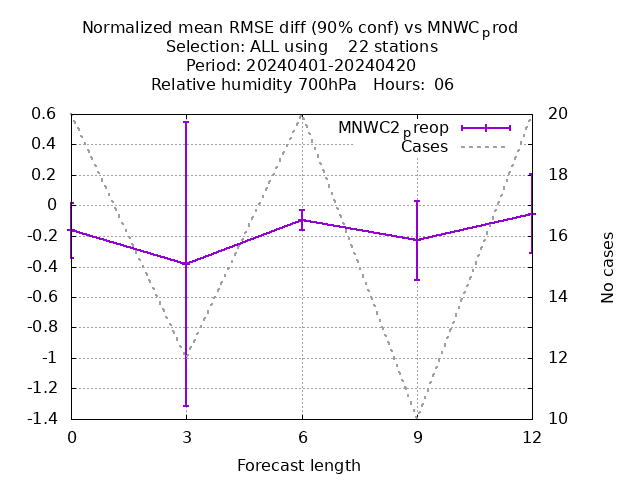 Normalized mean RMSE diff (90% conf) vs MNWCprod
Selection: ALL using    22 stations
Period: 20240401-20240420
Relative humidity 700hPa   Hours:  06
MNWC2preop
Cases
0.6
0.4
0.2
0
-0.2
-0.4
-0.6
-0.8
-1
-1.2
-1.4
20
18
16
14
12
10
No cases
0 3 6 9 12
Forecast length